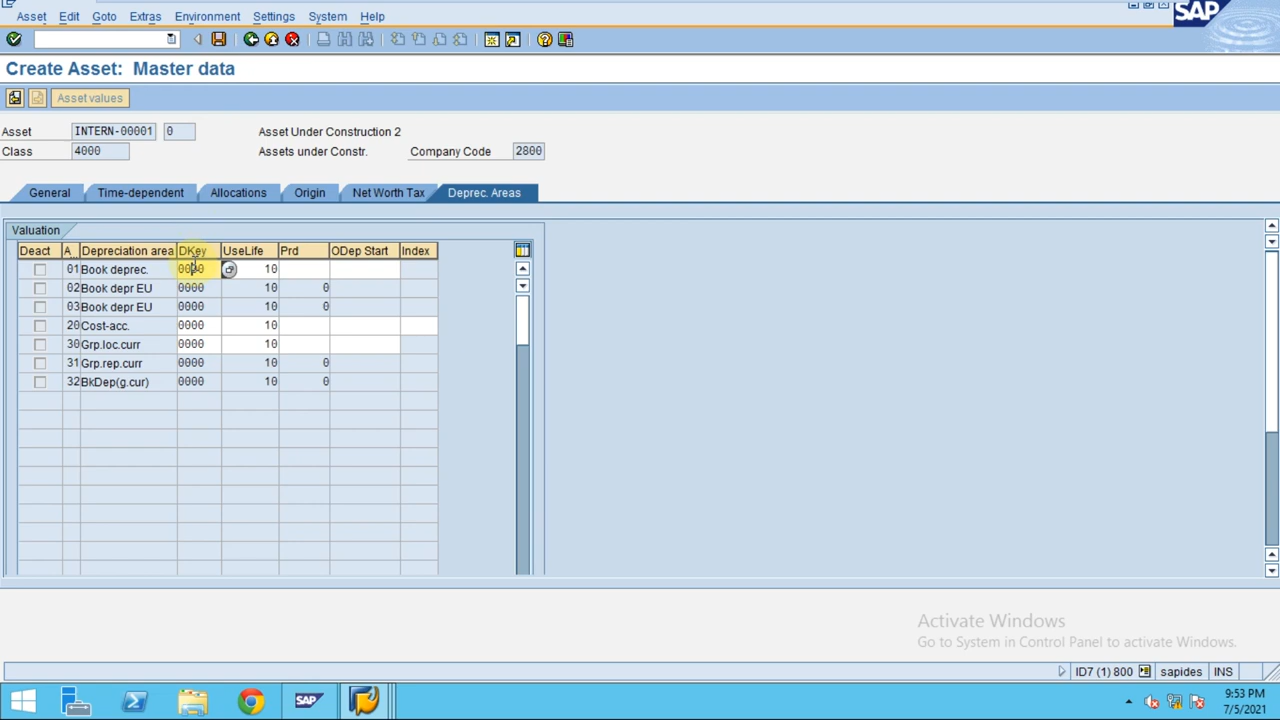 Asset Edit Goto Extras Environment Settings System Help
SAP
Create Asset: Master data
Asset values
Asset INTERN-00001 0 Asset Under Construction 2
Class 4000 Assets under Constr. Company Code 2800
General Time-dependent Allocations Origin Net Worth Tax Deprec. Areas
Valuation
Deact A.. Depreciation area DKey UseLife Prd ODep Start Index
01 Book deprec. 0000 10
02 Book depr EU 0000 10 0
03 Book depr EU 0000 10 0
20 Cost-acc. 0000 10
30 Grp.loc.curr 0000 10
31 Grp.rep.curr 0000 10 0
32 BkDep(g.cur) 0000 10 0
Activate Windows
Go to System in Control Panel to activate Windows.
ID7 (1) 800 sapides INS
SAP
9:53 PM
7/5/2021